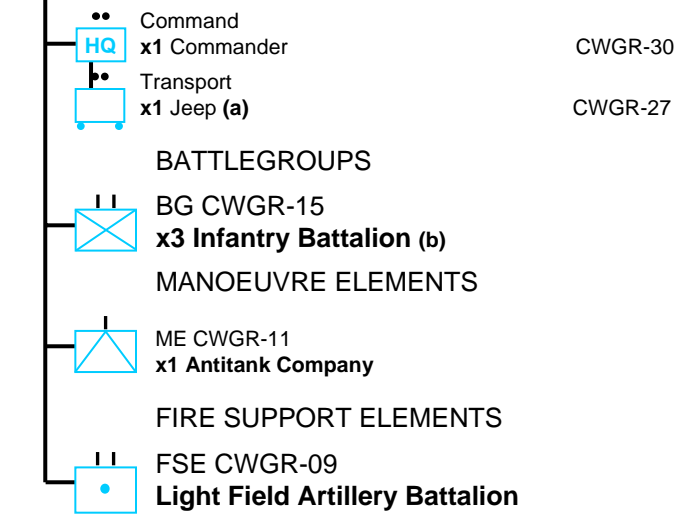 Command
HQ x1 Commander CWGR-30
Transport
x1 Jeep (a) CWGR-27
BATTLEGROUPS
BG CWGR-15
x3 Infantry Battalion (b)
MANOEUVRE ELEMENTS
ME CWGR-11
x1 Antitank Company
FIRE SUPPORT ELEMENTS
FSE CWGR-09
Light Field Artillery Battalion